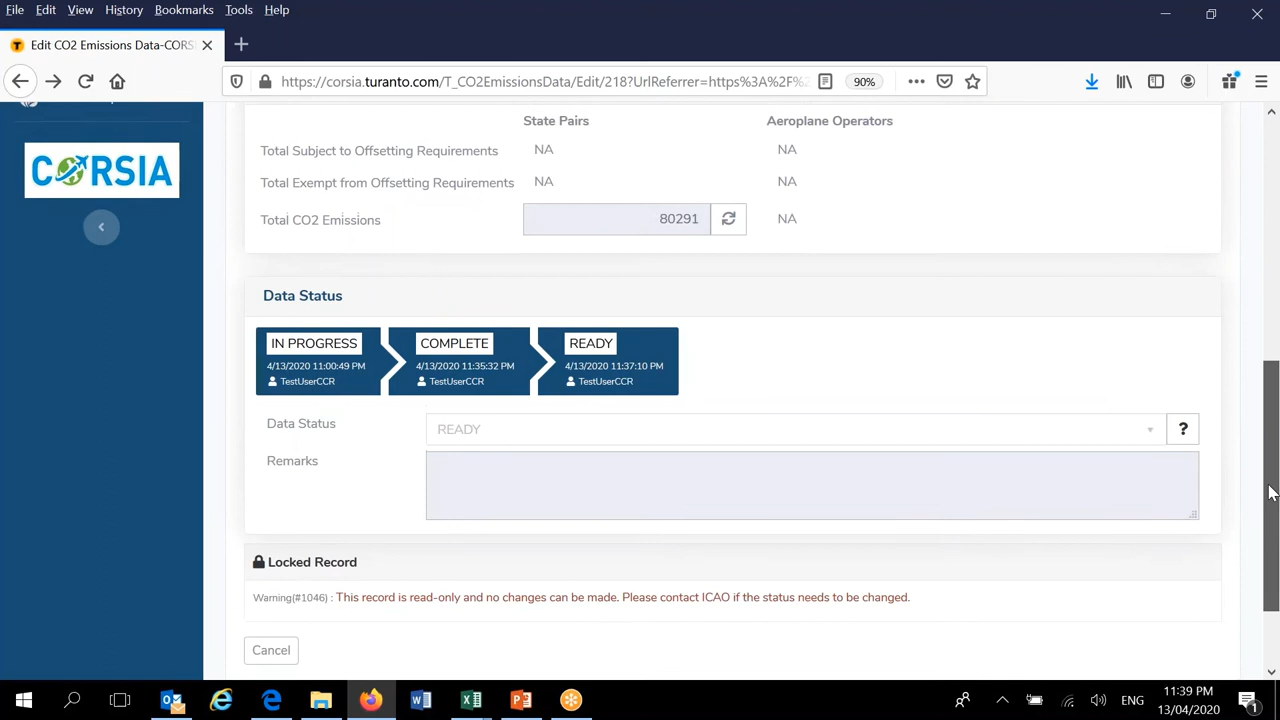 File Edit View History Bookmarks Tools Help
Edit CO2 Emissions Data-CORS
https://corsia.turanto.com/T_CO2EmissionsData/Edit/218?UrlReferrer=https%3A%2F%2 90%
CORSIA
State Pairs Aeroplane Operators
Total Subject to Offsetting Requirements NA NA
Total Exempt from Offsetting Requirements NA NA
Total CO2 Emissions 80291 NA
Data Status
IN PROGRESS COMPLETE READY
4/13/2020 11:00:49 PM 4/13/2020 11:35:32 PM 4/13/2020 11:37:10 PM
TestUserCCR TestUserCCR TestUserCCR
Data Status READY ?
Remarks
Locked Record
Warning(#1046) : This record is read-only and no changes can be made. Please contact ICAO if the status needs to be changed.
Cancel
ENG 11:39 PM
13/04/2020 1